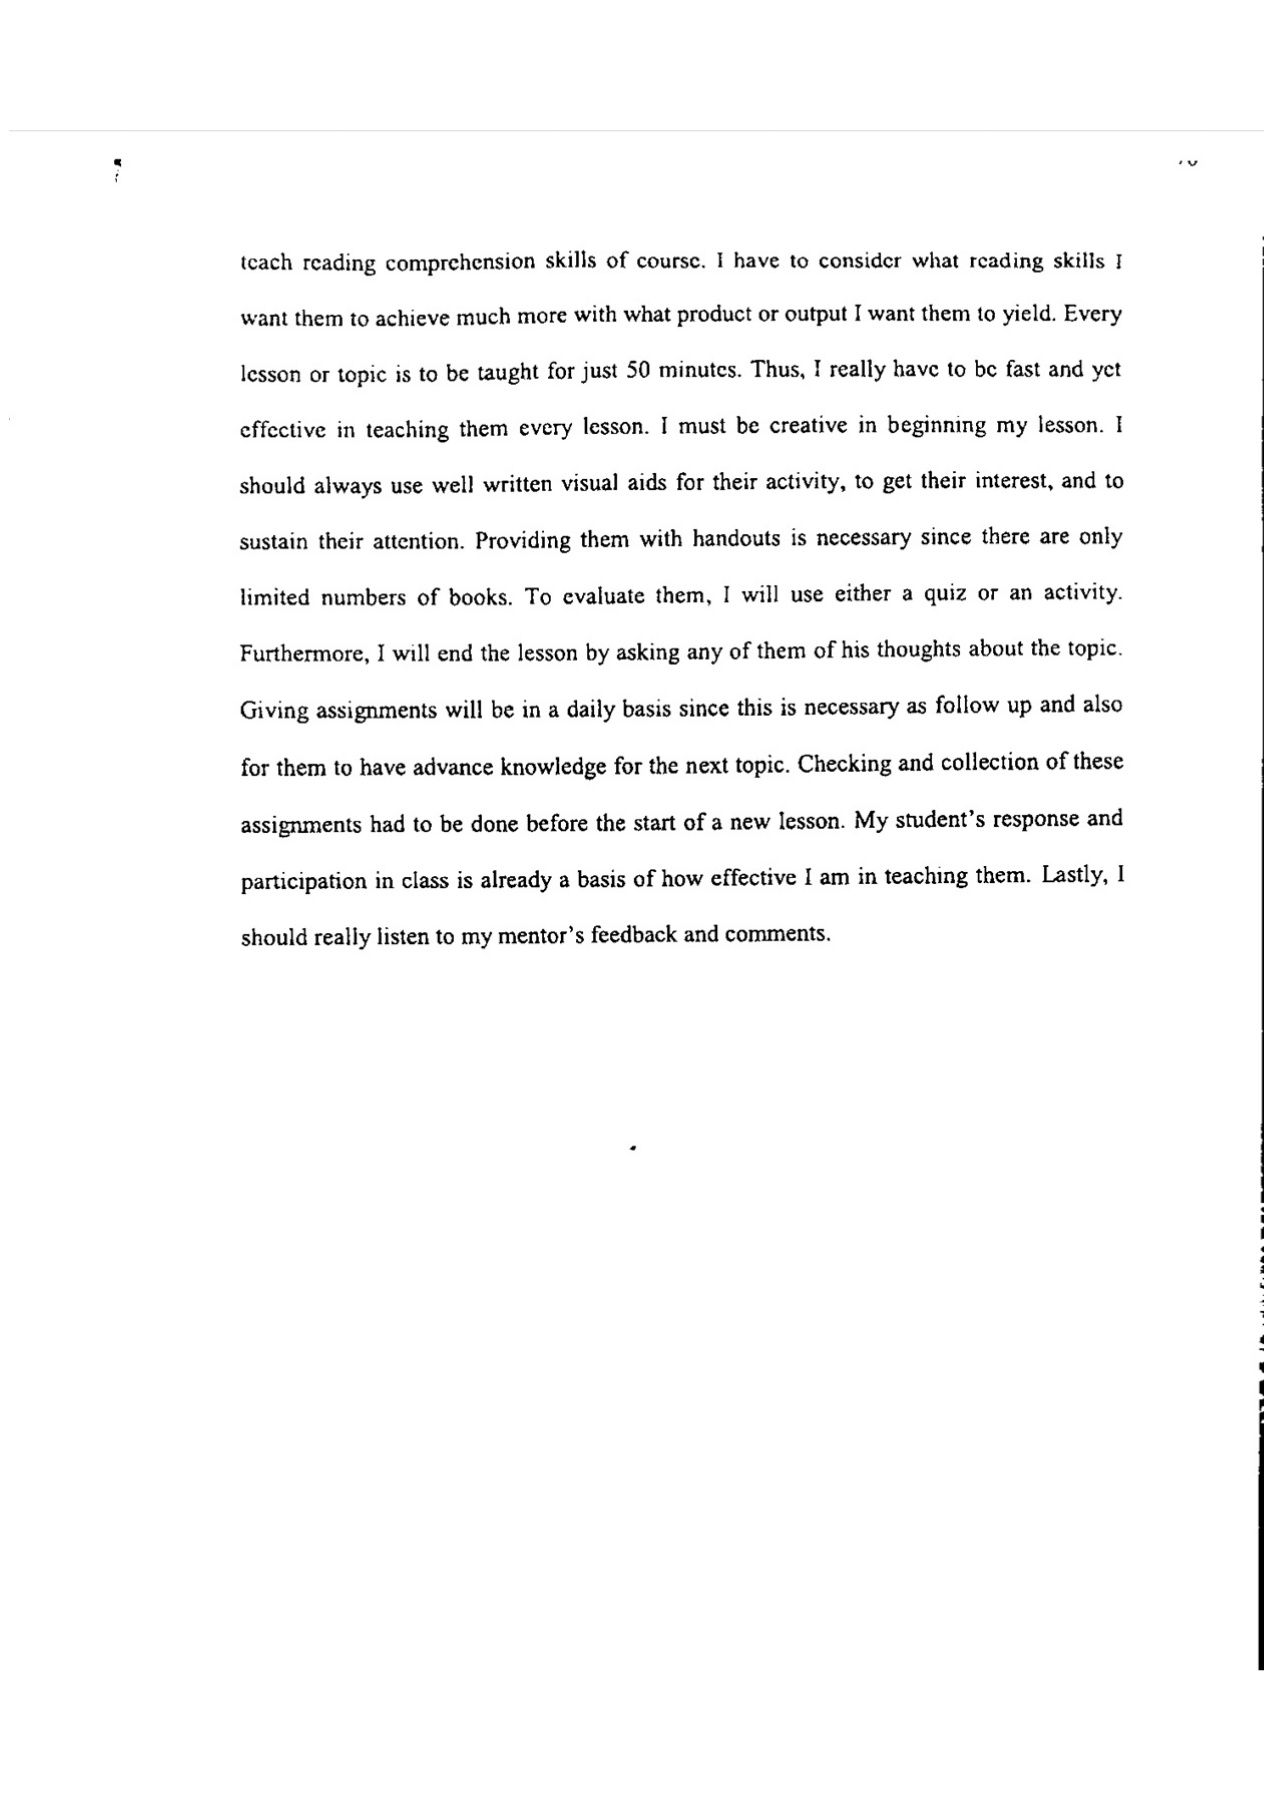 teach reading comprehension skills of course. I have to consider what reading skills I
want them to achieve much more with what product or output I want them to yield. Every
lesson or topic is to be taught for just 50 minutes. Thus, I really have to be fast and yet
effective in teaching them every lesson. I must be creative in beginning my lesson. I
should always use well written visual aids for their activity, to get their interest, and to
sustain their attention. Providing them with handouts is necessary since there are only
limited numbers of books. To evaluate them, I will use either a quiz or an activity.
Furthermore, I will end the lesson by asking any of them of his thoughts about the topic.
Giving assignments will be in a daily basis since this is necessary as follow up and also
for them to have advance knowledge for the next topic. Checking and collection of these
assignments had to be done before the start of a new lesson. My student's response and
participation in class is already a basis of how effective I am in teaching them. Lastly, I
should really listen to my mentor's feedback and comments.